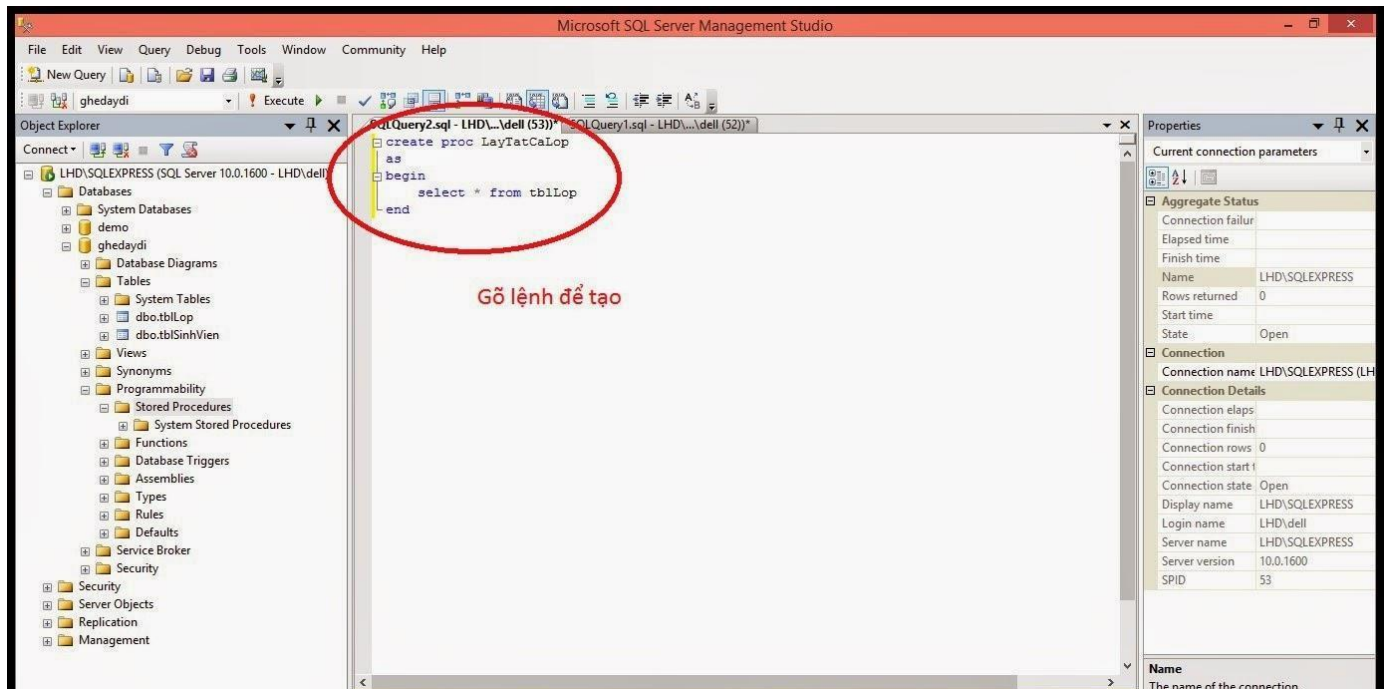 Microsoft SQL Server Management Studio
File Edit View Query Debug Tools Window Community Help
New Query
ghedaydi Execute
Object Explorer
Connect
LHD\SQLEXPRESS (SQL Server 10.0.1600 - LHD\dell)
Databases
System Databases
demo
ghedaydi
Database Diagrams
Tables
System Tables
dbo.tblLop
dbo.tblSinhVien
Views
Synonyms
Programmability
Stored Procedures
System Stored Procedures
Functions
Database Triggers
Assemblies
Types
Rules
Defaults
Service Broker
Security
Security
Server Objects
Replication
Management
SQLQuery2.sql - LHD\...\dell (53))* SQLQuery1.sql - LHD\...\dell (52))*
create proc LayTatCaLop
as
begin
select * from tblLop
end
Gõ lệnh để tạo
Properties
Current connection parameters
Aggregate Status
Connection failur
Elapsed time
Finish time
Name LHD\SQLEXPRESS
Rows returned 0
Start time
State Open
Connection
Connection name LHD\SQLEXPRESS (LH
Connection Details
Connection elaps
Connection finish
Connection rows 0
Connection start t
Connection state Open
Display name LHD\SQLEXPRESS
Login name LHD\dell
Server name LHD\SQLEXPRESS
Server version 10.0.1600
SPID 53
Name
The name of the connection